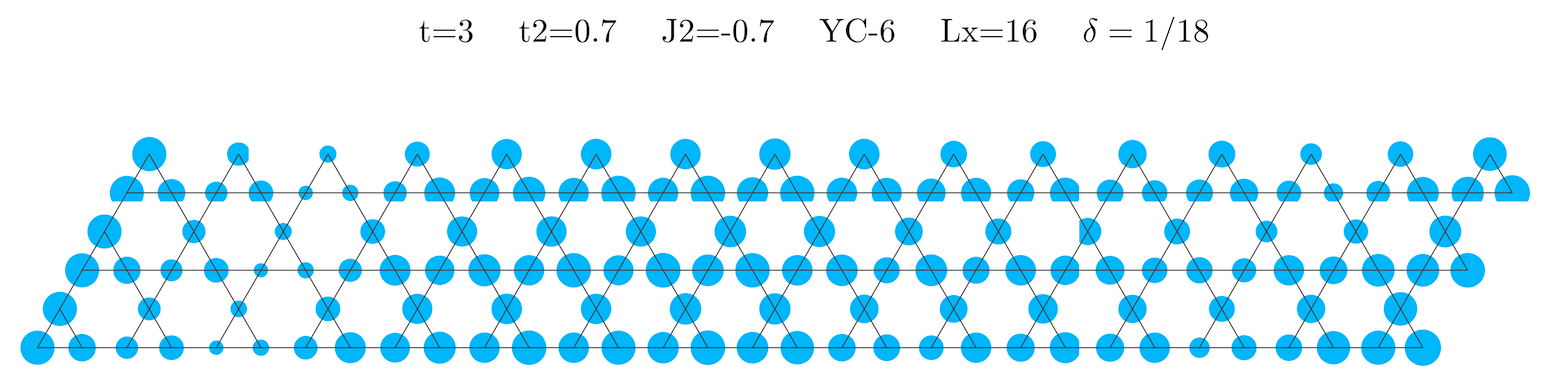 t=3 t2=0.7 J2=-0.7 YC-6 Lx=16 δ = 1/18